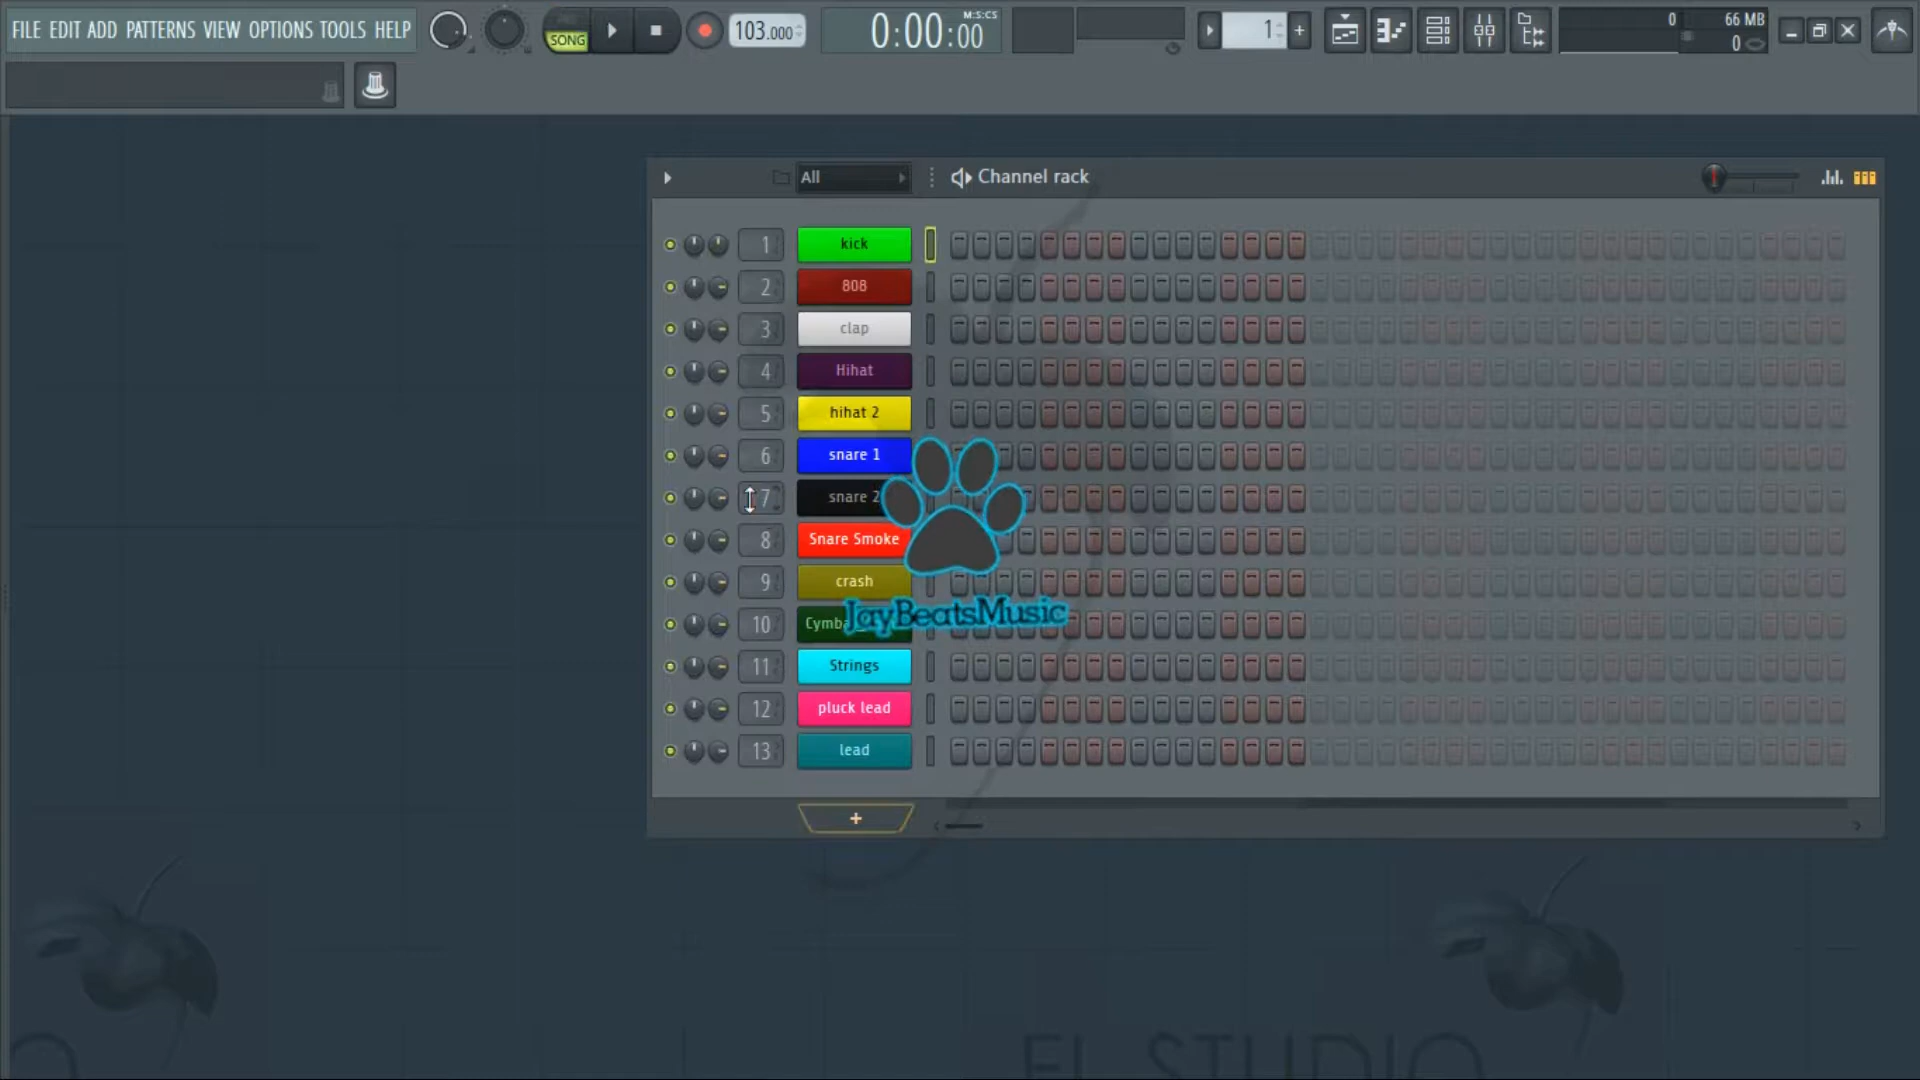 FILE EDIT ADD PATTERNS VIEW OPTIONS TOOLS HELP
SONG
103.000
0:00:00
M:S:CS
1
+
0
66 MB
0
All
Channel rack
1 kick
2 808
3 clap
4 Hihat
5 hihat 2
6 snare 1
7 snare 2
8 Snare Smoke
9 crash
10
JayBeatsMusic
11 Strings
12 pluck lead
13 lead
+
FL STUDIO